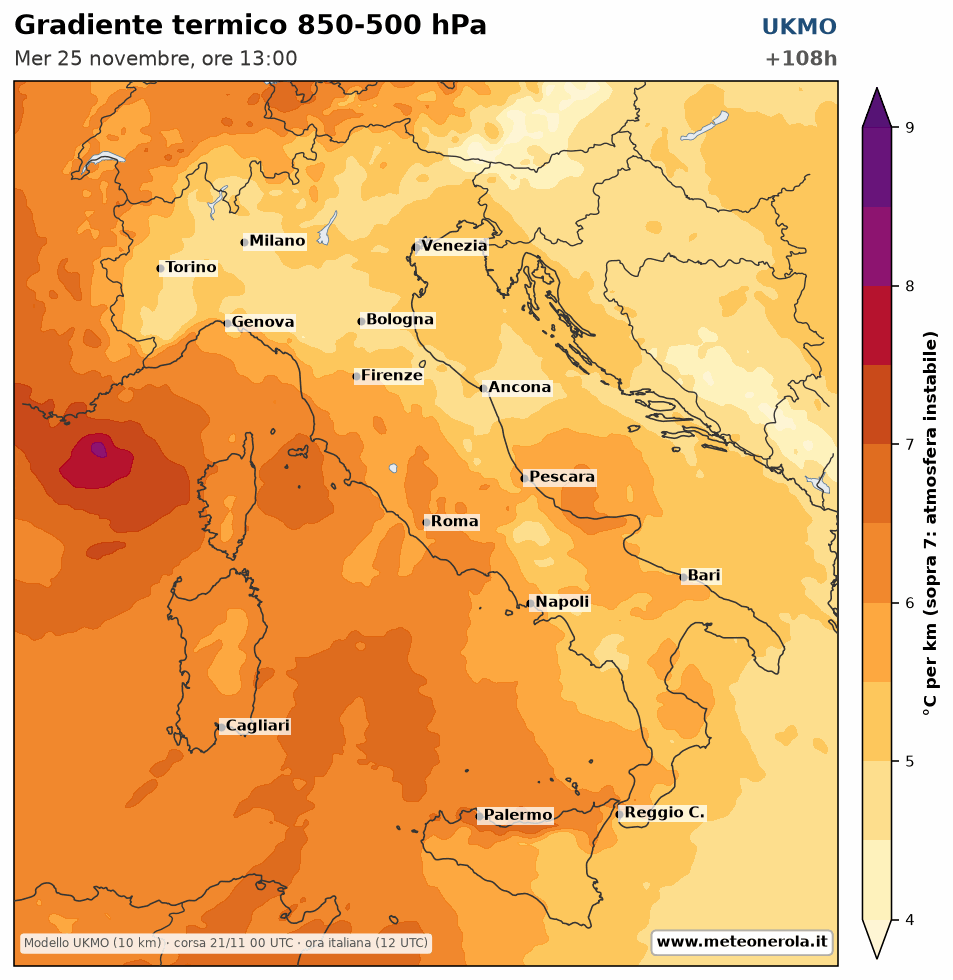 Gradiente termico 850-500 hPa
UKMO
Mer 25 novembre, ore 13:00
+108h
Milano
Venezia
Torino
Genova
Bologna
Firenze
Ancona
Pescara
Roma
Bari
Napoli
Cagliari
Palermo
Reggio C.
9
8
7
6
5
4
°C per km (sopra 7: atmosfera instabile)
Modello UKMO (10 km) · corsa 21/11 00 UTC · ora italiana (12 UTC)
www.meteonerola.it